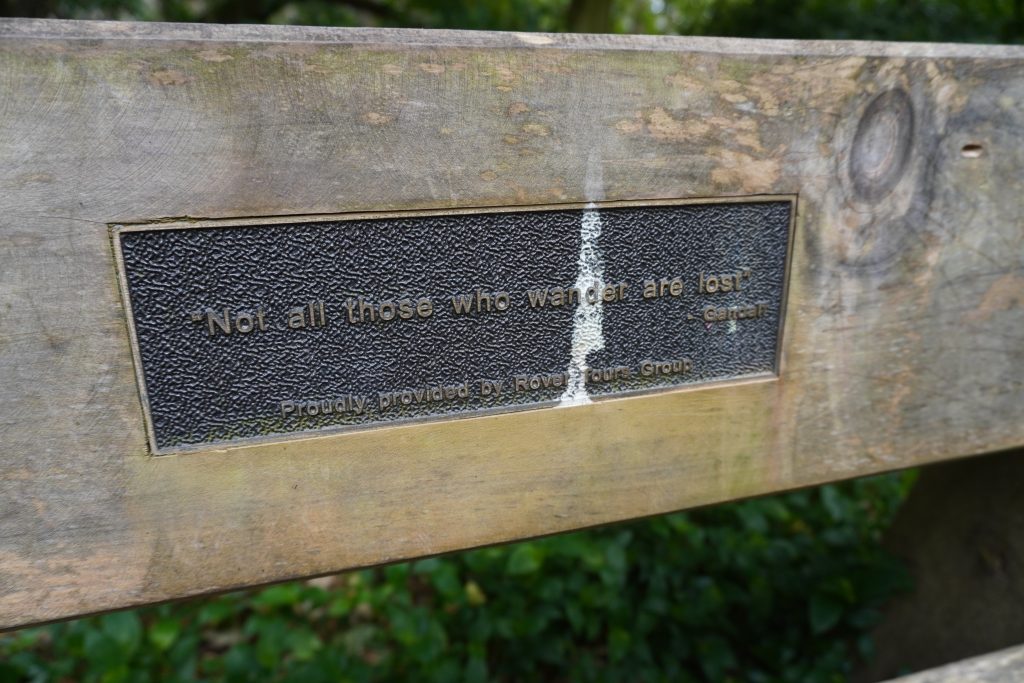 "Not all those who wander are lost"
- Gandalf
Proudly provided by Rover Tours Group